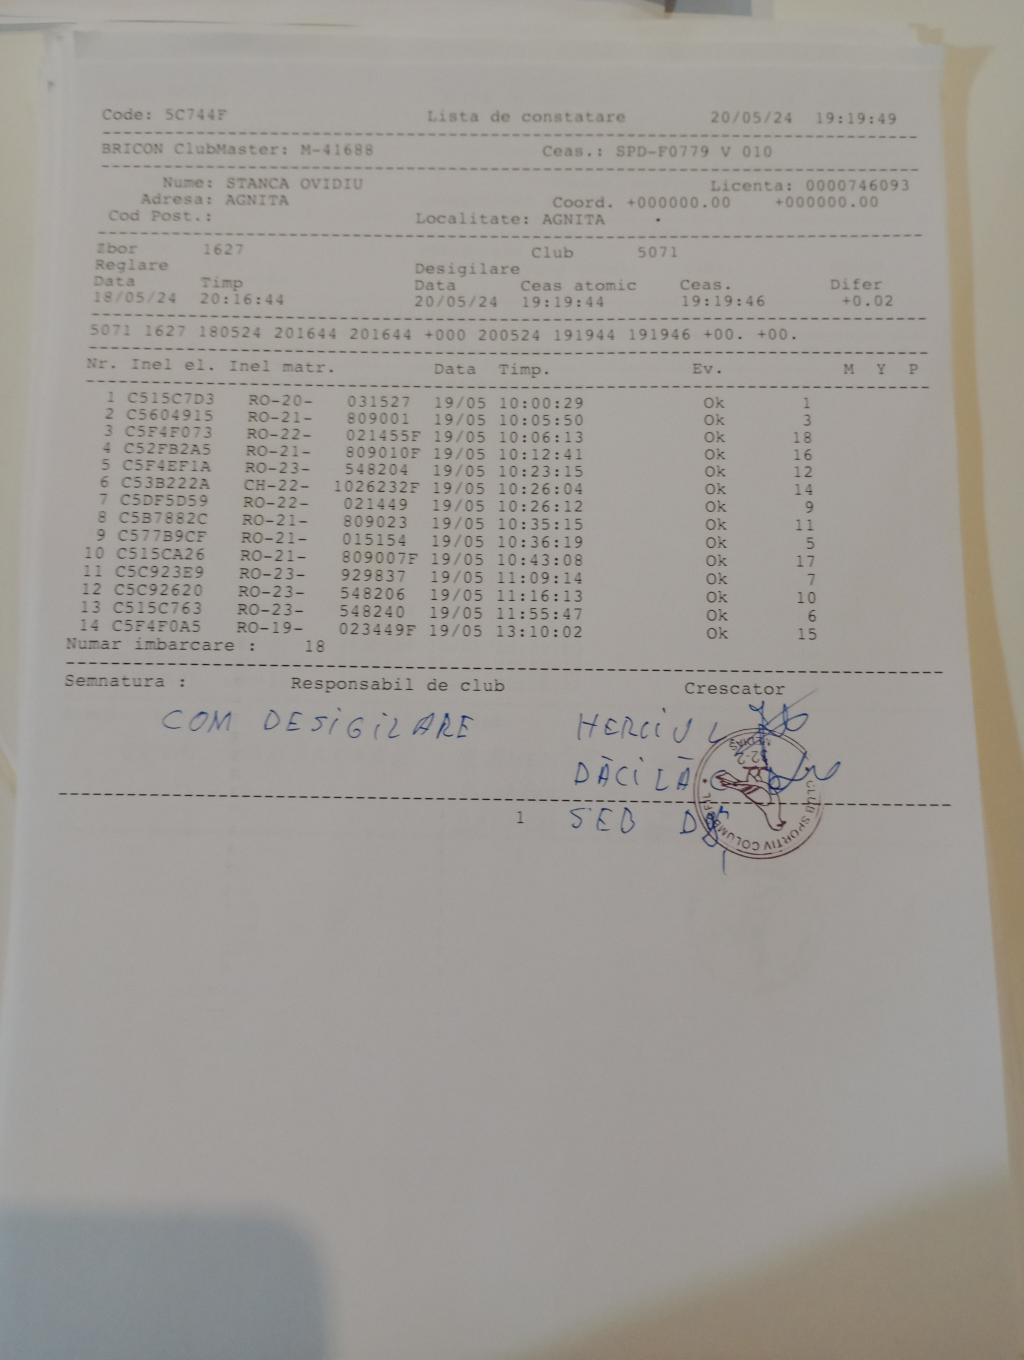 Code: 5C744F Lista de constatare 20/05/24 19:19:49
BRICON ClubMaster: M-41688 Ceas.: SPD-F0779 V 010
Nume: STANCA OVIDIU Licenta: 0000746093
Adresa: AGNITA Coord. +000000.00 +000000.00
Cod Post.: Localitate: AGNITA
Zbor 1627 Club 5071
Reglare Desigilare
Data Timp Data Ceas atomic Ceas. Difer
18/05/24 20:16:44 20/05/24 19:19:44 19:19:46 +0.02
5071 1627 180524 201644 201644 +000 200524 191944 191946 +00. +00.
Nr. Inel el. Inel matr. Data Timp. Ev. M Y P
1 C515C7D3 RO-20- 031527 19/05 10:00:29 Ok 1
2 C5604915 RO-21- 809001 19/05 10:05:50 Ok 3
3 C5F4F073 RO-22- 021455F 19/05 10:06:13 Ok 18
4 C52FB2A5 RO-21- 809010F 19/05 10:12:41 Ok 16
5 C5F4EF1A RO-23- 548204 19/05 10:23:15 Ok 12
6 C53B222A CH-22- 1026232F 19/05 10:26:04 Ok 14
7 C5DF5D59 RO-22- 021449 19/05 10:26:12 Ok 9
8 C5B7882C RO-21- 809023 19/05 10:35:15 Ok 11
9 C577B9CF RO-21- 015154 19/05 10:36:19 Ok 5
10 C515CA26 RO-21- 809007F 19/05 10:43:08 Ok 17
11 C5C923E9 RO-23- 929837 19/05 11:09:14 Ok 7
12 C5C92620 RO-23- 548206 19/05 11:16:13 Ok 10
13 C515C763 RO-23- 548240 19/05 11:55:47 Ok 6
14 C5F4F0A5 RO-19- 023449F 19/05 13:10:02 Ok 15
Numar imbarcare : 18
Semnatura : Responsabil de club Crescator
COM DESIGILARE HERCIU
DĂCILĂ
SEB
1
CLUB SPORTIV COLUMBOFIL
MEDIAȘ